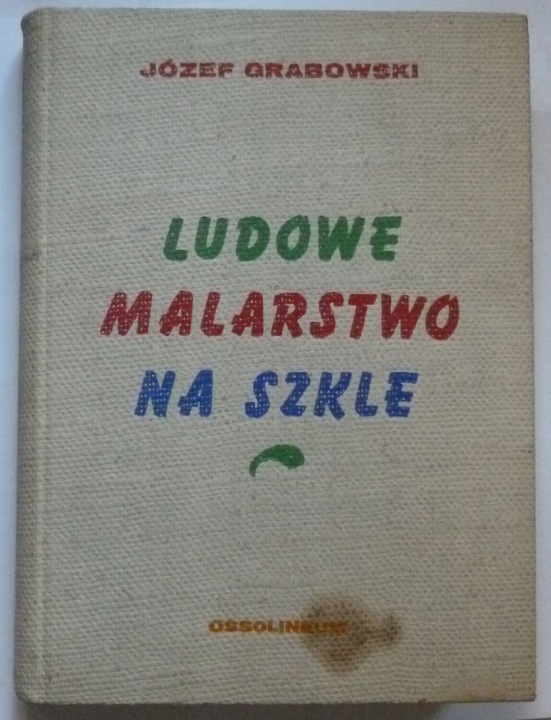 JÓZEF GRABOWSKI
LUDOWE
MALARSTWO
NA SZKLE
OSSOLINEUM